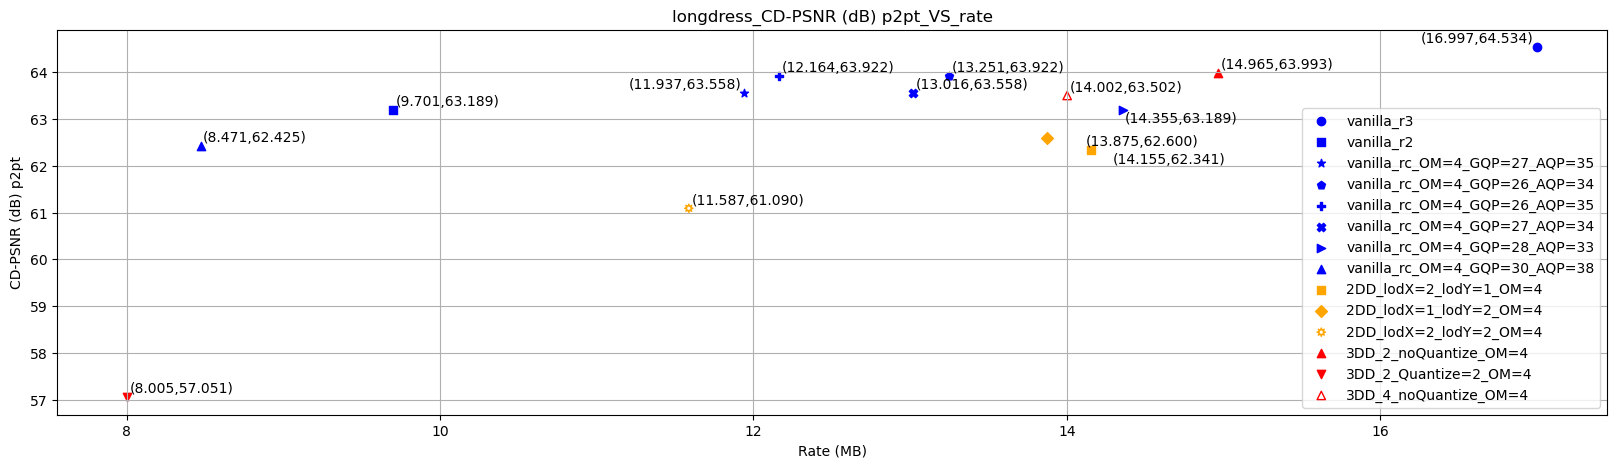 longdress_CD-PSNR (dB) p2pt_VS_rate
CD-PSNR (dB) p2pt
64
63
62
61
60
59
58
57
(16.997,64.534)
(14.965,63.993)
(12.164,63.922)
(13.251,63.922)
(11.937,63.558)
(13.016,63.558)
(14.002,63.502)
(9.701,63.189)
(14.355,63.189)
(8.471,62.425)
(13.875,62.600)
(14.155,62.341)
(11.587,61.090)
(8.005,57.051)
vanilla_r3
vanilla_r2
vanilla_rc_OM=4_GQP=27_AQP=35
vanilla_rc_OM=4_GQP=26_AQP=34
vanilla_rc_OM=4_GQP=26_AQP=35
vanilla_rc_OM=4_GQP=27_AQP=34
vanilla_rc_OM=4_GQP=28_AQP=33
vanilla_rc_OM=4_GQP=30_AQP=38
2DD_lodX=2_lodY=1_OM=4
2DD_lodX=1_lodY=2_OM=4
2DD_lodX=2_lodY=2_OM=4
3DD_2_noQuantize_OM=4
3DD_2_Quantize=2_OM=4
3DD_4_noQuantize_OM=4
8
10
12
14
16
Rate (MB)